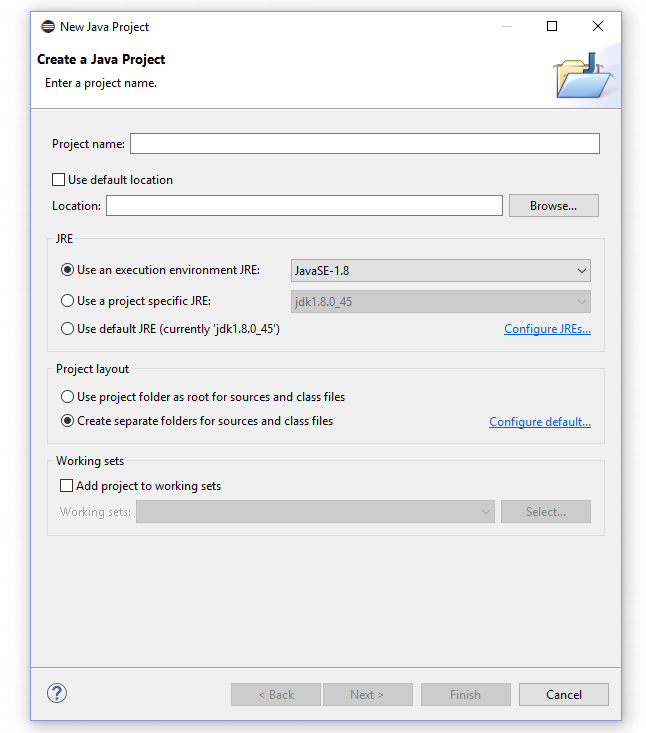 New Java Project
Create a Java Project
Enter a project name.
Project name:
Use default location
Location: Browse...
JRE
Use an execution environment JRE: JavaSE-1.8
Use a project specific JRE: jdk1.8.0_45
Use default JRE (currently 'jdk1.8.0_45') Configure JREs...
Project layout
Use project folder as root for sources and class files
Create separate folders for sources and class files Configure default...
Working sets
Add project to working sets
Working sets: Select...
? < Back Next > Finish Cancel